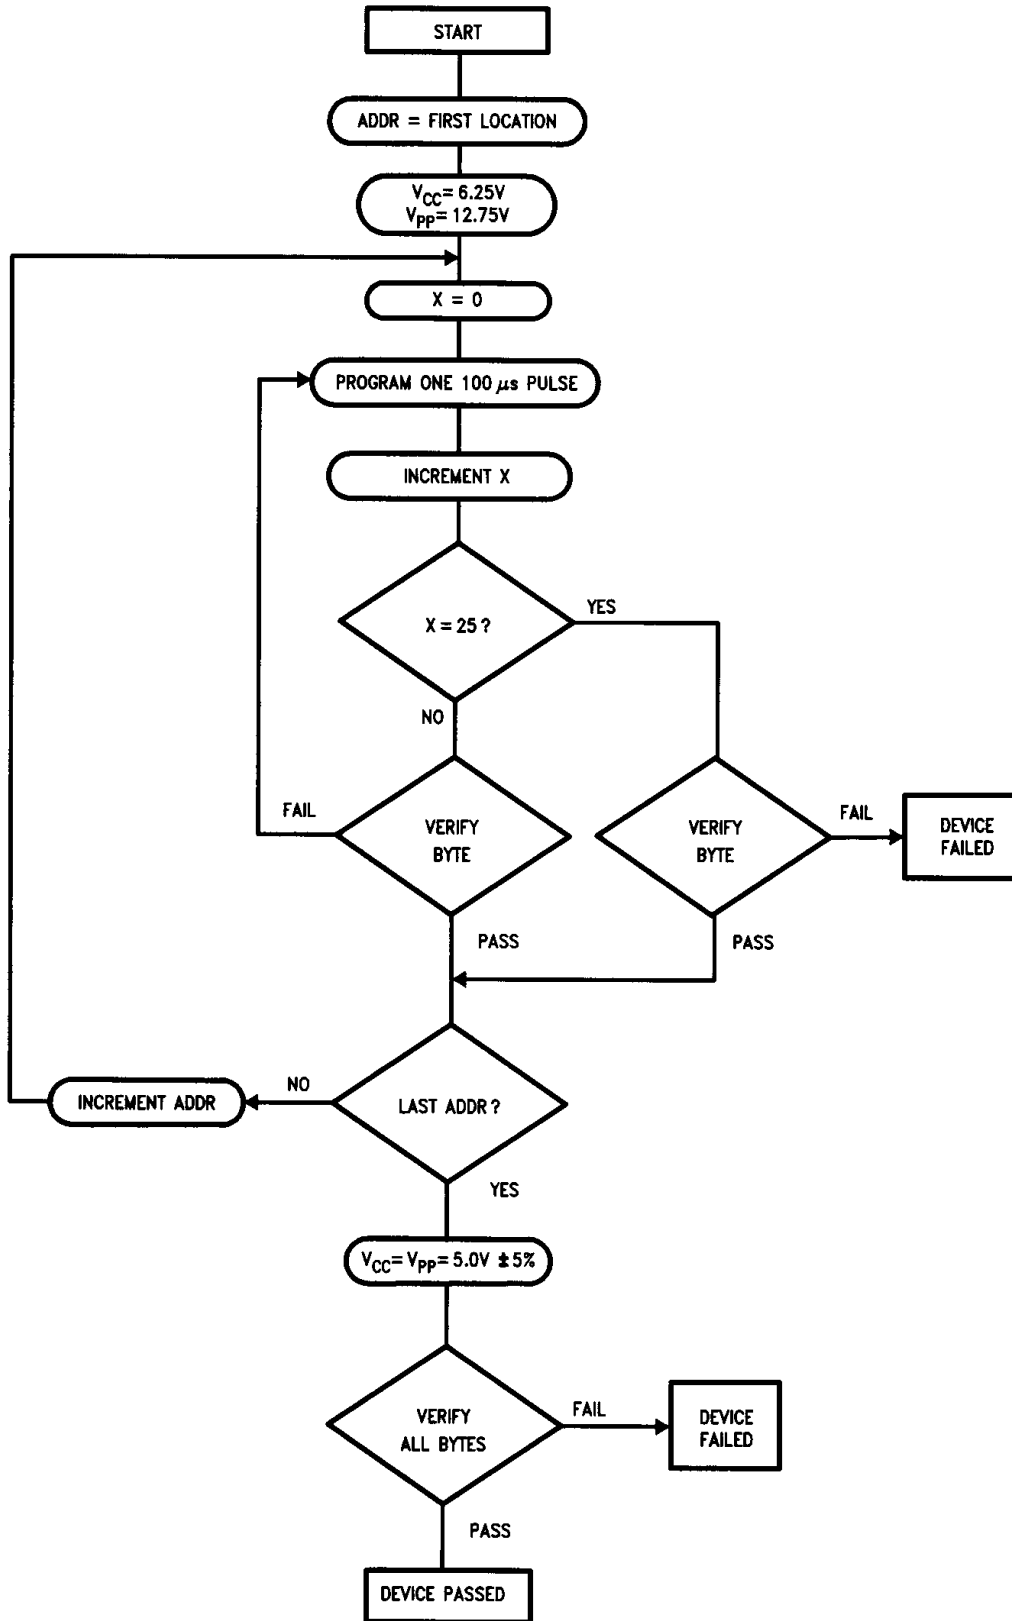 START
ADDR = FIRST LOCATION
VCC = 6.25V
VPP = 12.75V
X = 0
PROGRAM ONE 100 µs PULSE
INCREMENT X
X = 25 ?
YES
NO
FAIL
VERIFY
BYTE
VERIFY
BYTE
FAIL
DEVICE
FAILED
PASS
PASS
INCREMENT ADDR
NO
LAST ADDR ?
YES
VCC = VPP = 5.0V ±5%
VERIFY
ALL BYTES
FAIL
DEVICE
FAILED
PASS
DEVICE PASSED